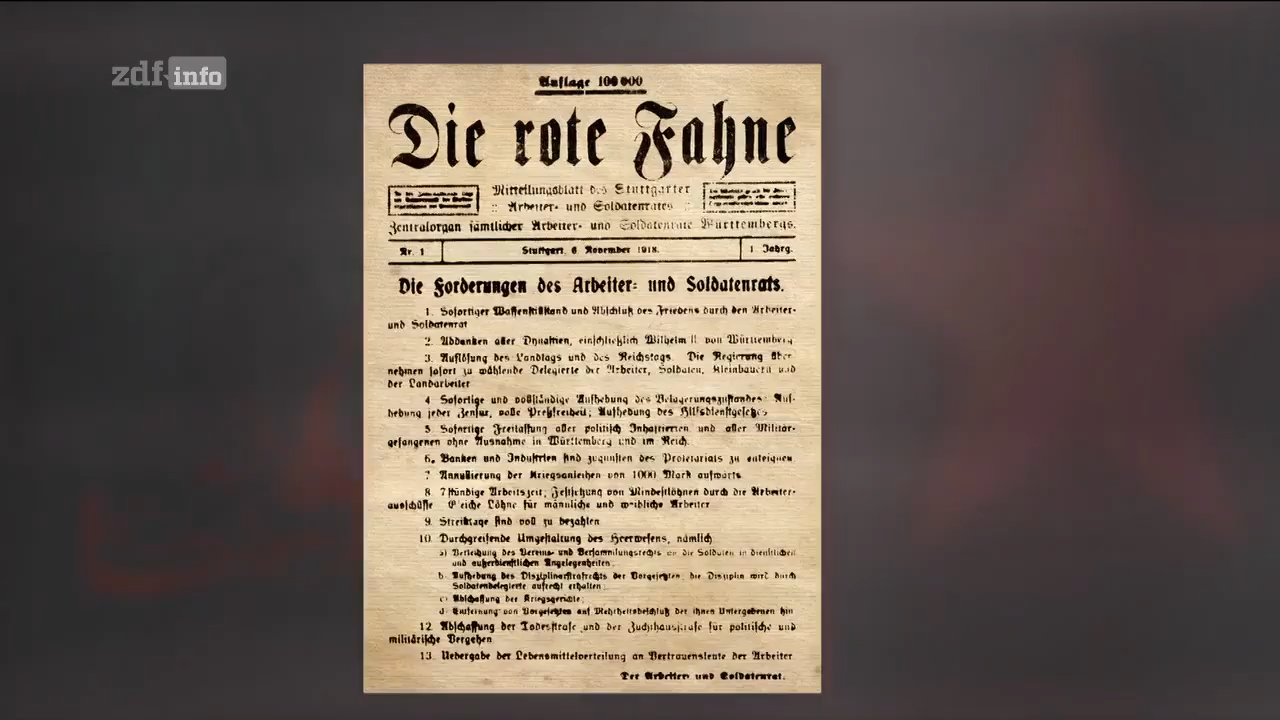 zdf info
Auflage 100000
Die rote Fahne
Mitteilungsblatt des Stuttgarter
:: Arbeiter- und Soldatenrates ::
Zentralorgan sämtlicher Arbeiter- und Soldatenräte Württembergs.
Nr. 1
Stuttgart, 6. November 1918.
1. Jahrg.
Die Forderungen des Arbeiter- und Soldatenrats.
1. Sofortiger Waffenstillstand und Abschluß des Friedens durch den Arbeiter-
und Soldatenrat
2. Abdanken aller Dynastien, einschließlich Wilhelm II. von Württemberg
3. Auflösung des Landtags und des Reichstags. Die Regierung über-
nehmen sofort zu wählende Delegierte der Arbeiter, Soldaten, Kleinbauern und
der Landarbeiter
4. Sofortige und vollständige Aufhebung des Belagerungszustandes; Auf-
hebung jeder Zensur, volle Preßfreiheit; Aufhebung des Hilfsdienstgesetzes
5. Sofortige Freilassung aller politisch Inhaftierten und aller Militär-
gefangenen ohne Ausnahme in Württemberg und im Reich.
6. Banken und Industrien sind zugunsten des Proletariats zu enteignen
7. Annullierung der Kriegsanleihen von 1000 Mark aufwärts
8. 7stündige Arbeitszeit; Festsetzung von Mindestlöhnen durch die Arbeiter-
ausschüsse Gleiche Löhne für männliche und weibliche Arbeiter
9. Streiktage sind voll zu bezahlen
10. Durchgreifende Umgestaltung des Heerwesens, nämlich:
a) Verleihung des Vereins- und Versammlungsrechts an die Soldaten in dienstlichen
und außerdienstlichen Angelegenheiten;
b) Aufhebung des Disziplinarstrafrechts der Vorgesetzten; die Disziplin wird durch
Soldatendelegierte aufrecht erhalten;
c) Abschaffung der Kriegsgerichte;
d) Entfernung von Vorgesetzten auf Mehrheitsbeschluß der ihnen Untergebenen hin
12. Abschaffung der Todesstrafe und der Zuchthausstrafe für politische und
militärische Vergehen
13. Uebergabe der Lebensmittelverteilung an Vertrauensleute der Arbeiter
Der Arbeiter- und Soldatenrat.